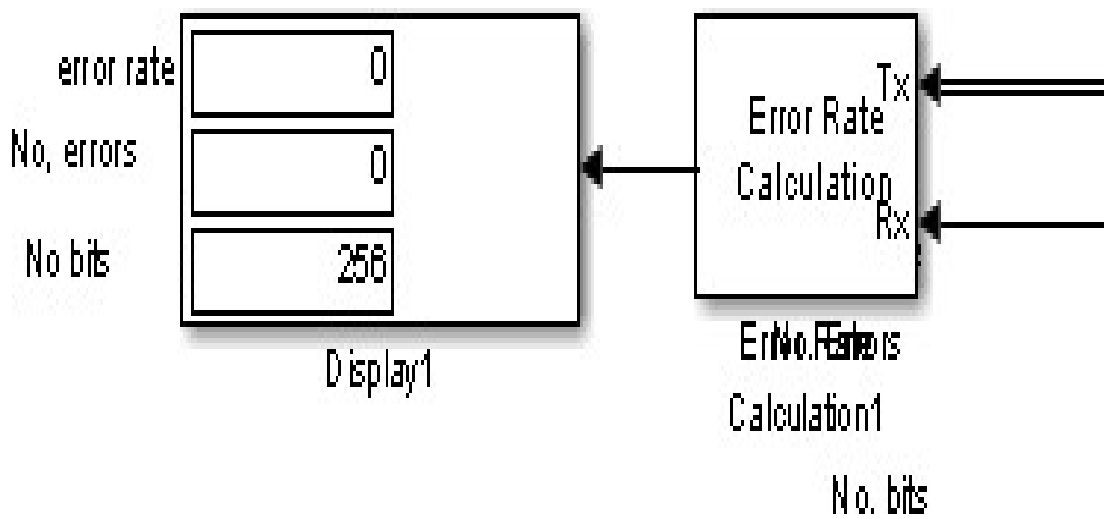 error rate
0
No, errors
0
No bits
256
Display1
Tx
Error Rate
Calculation
Rx
Calculation1
No. bits